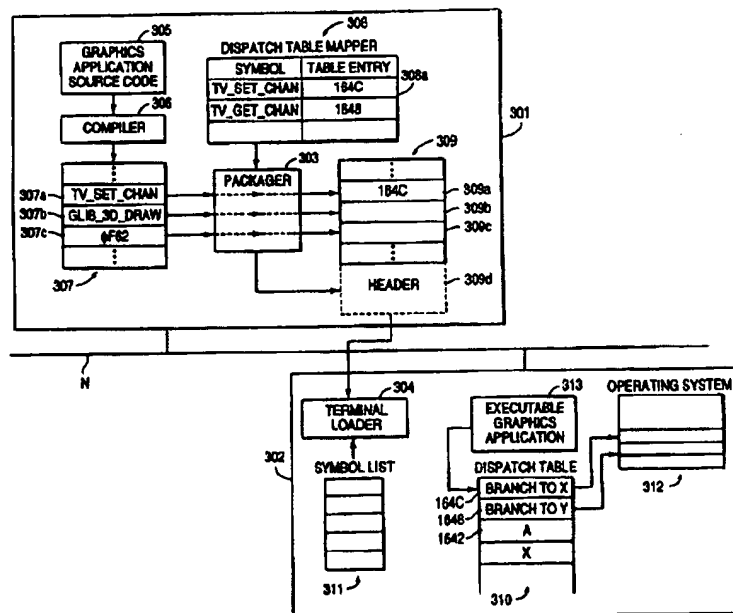 305
GRAPHICS
APPLICATION
SOURCE CODE
306
COMPILER
308
DISPATCH TABLE MAPPER
SYMBOL TABLE ENTRY
TV_SET_CHAN 164C
TV_GET_CHAN 1648
308a
301
303
PACKAGER
309
307a TV_SET_CHAN
307b GLIB_3D_DRAW
307c ϕF62
307
164C 309a
309b
309c
HEADER 309d
N
304
TERMINAL
LOADER
302
SYMBOL LIST
311
313
EXECUTABLE
GRAPHICS
APPLICATION
OPERATING SYSTEM
312
DISPATCH TABLE
164C BRANCH TO X
1648 BRANCH TO Y
1642 A
X
310